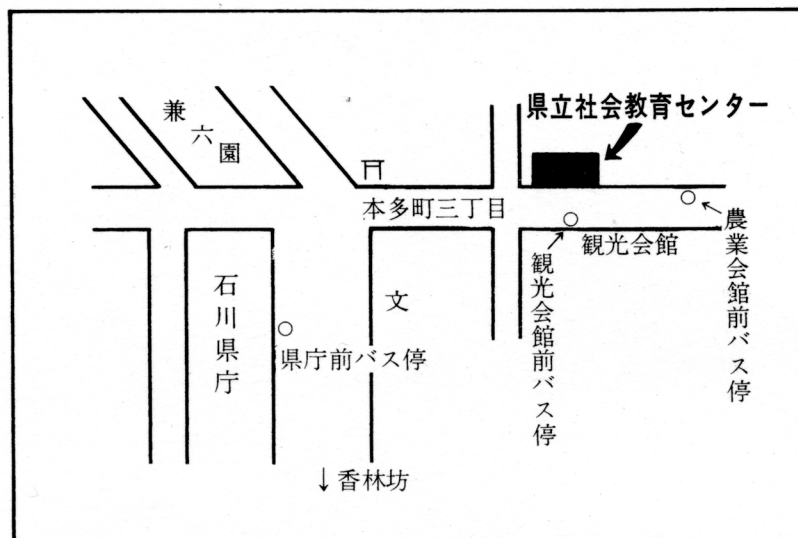 県立社会教育センター
兼六園
本多町三丁目
観光会館
農業会館前バス停
観光会館前バス停
石川県庁
文
県庁前バス停
↓香林坊